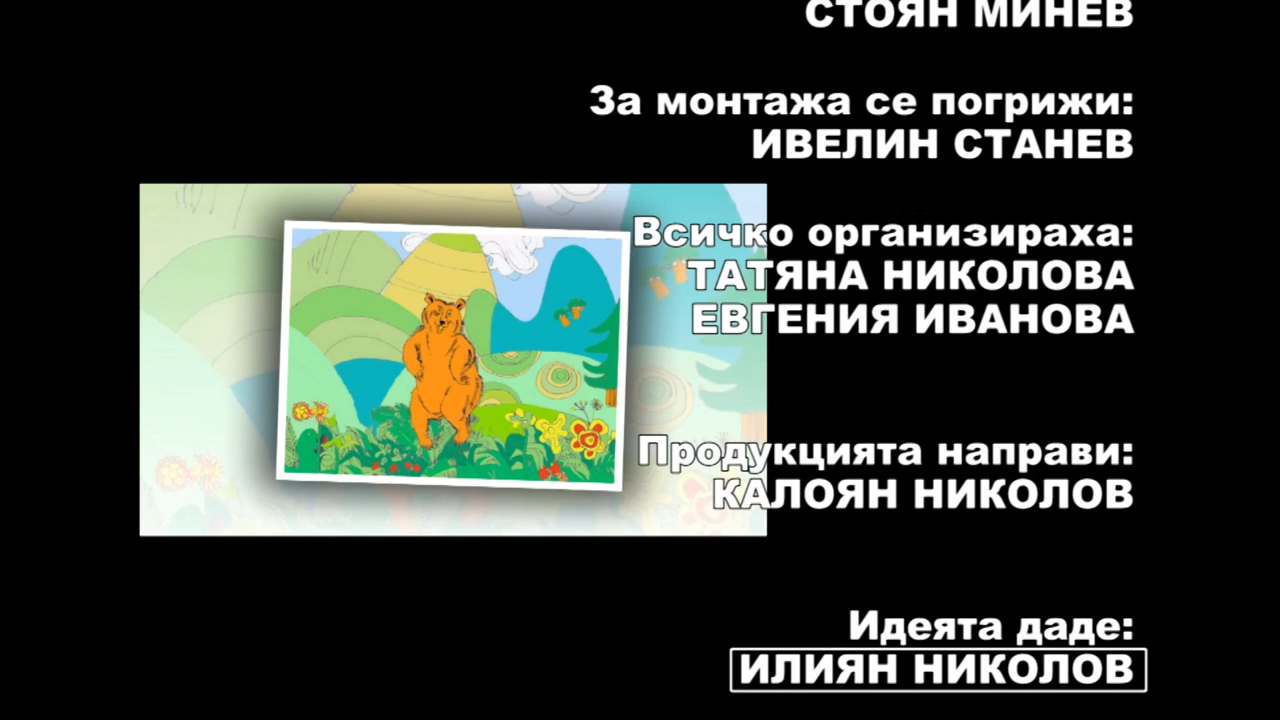 СТОЯН МИНЕВ
За монтажа се погрижи:
ИВЕЛИН СТАНЕВ
Всичко организираха:
ТАТЯНА НИКОЛОВА
ЕВГЕНИЯ ИВАНОВА
Продукцията направи:
КАЛОЯН НИКОЛОВ
Идеята даде:
ИЛИЯН НИКОЛОВ